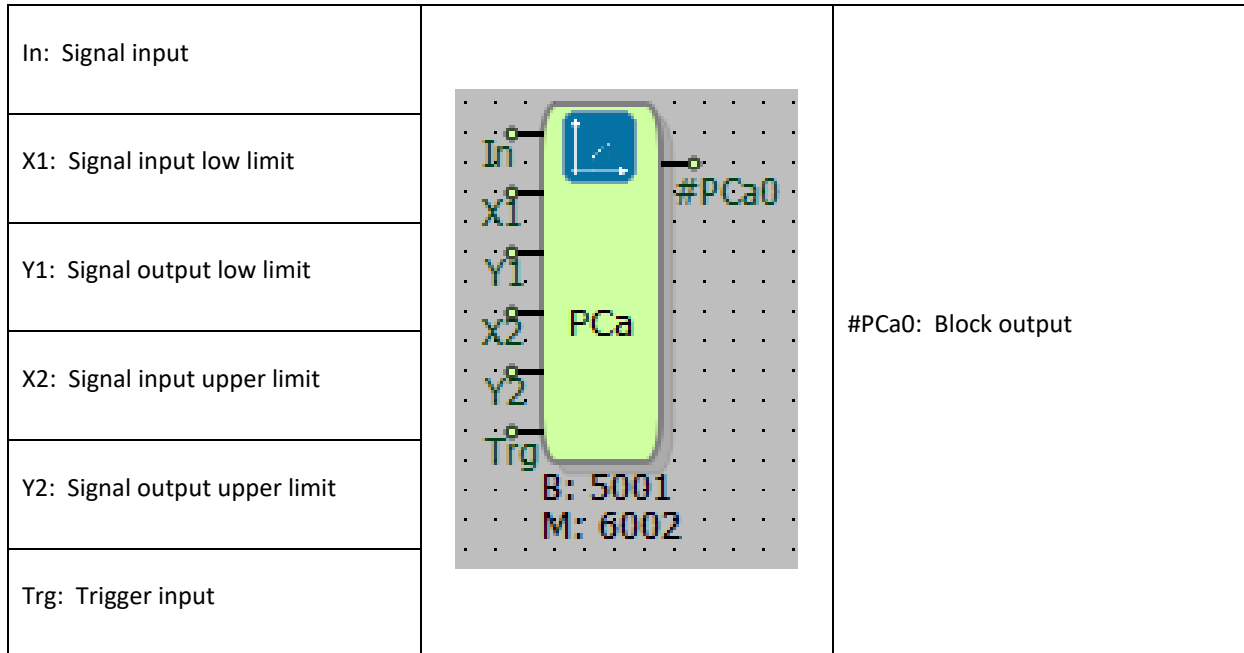 In: Signal input
X1: Signal input low limit
Y1: Signal output low limit
X2: Signal input upper limit
Y2: Signal output upper limit
Trg: Trigger input
In
X1
Y1
X2
Y2
Trg
PCa
#PCa0
B: 5001
M: 6002
#PCa0: Block output